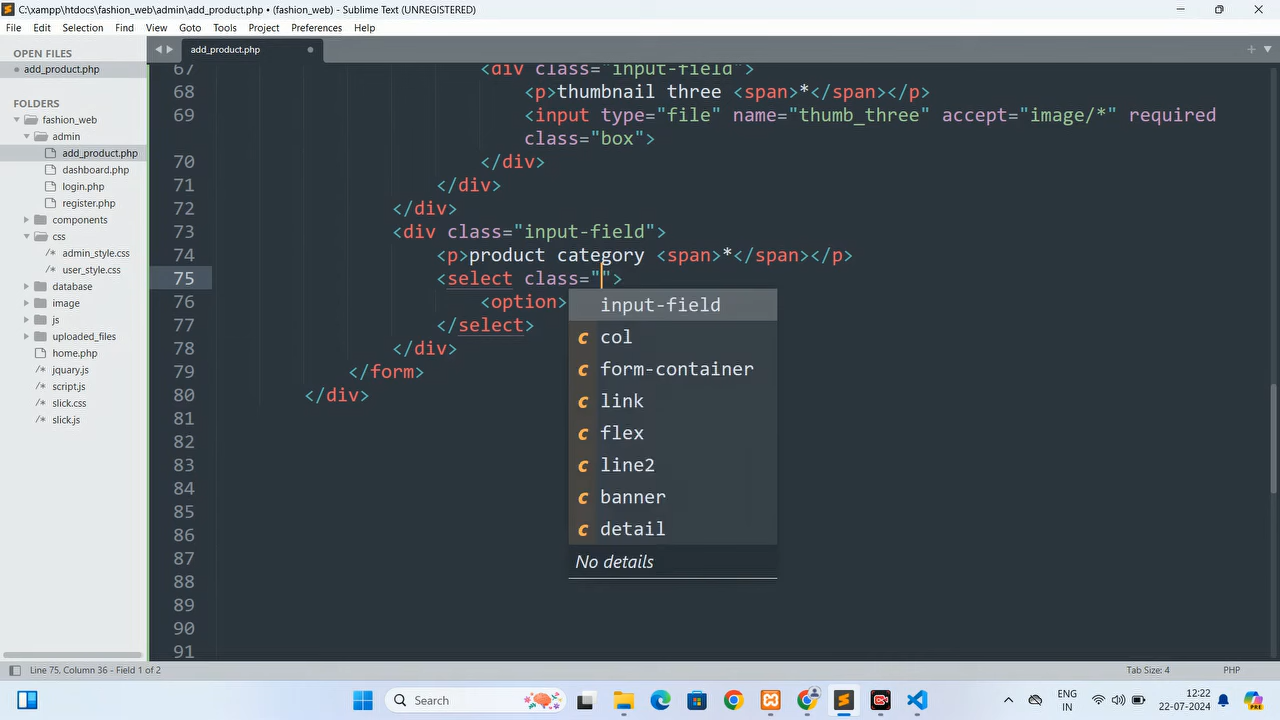 C:\xampp\htdocs\fashion_web\admin\add_product.php • (fashion_web) - Sublime Text (UNREGISTERED)
File Edit Selection Find View Goto Tools Project Preferences Help
OPEN FILES
add_product.php
FOLDERS
fashion_web
admin
add_product.php
dashboard.php
login.php
register.php
components
css
admin_style.css
user_style.css
database
image
js
uploaded_files
home.php
jquary.js
script.js
slick.css
slick.js
add_product.php
67 <div class="input-field">
68 <p>thumbnail three <span>*</span></p>
69 <input type="file" name="thumb_three" accept="image/*" required
class="box">
70 </div>
71 </div>
72 </div>
73 <div class="input-field">
74 <p>product category <span>*</span></p>
75 <select class="">
76 <option>
77 </select>
78 </div>
79 </form>
80 </div>
81
82
83
84
85
86
87
88
89
90
91
input-field
c col
c form-container
c link
c flex
c line2
c banner
c detail
No details
Line 75, Column 36 - Field 1 of 2
Tab Size: 4 PHP
Search
ENG
IN
12:22
22-07-2024